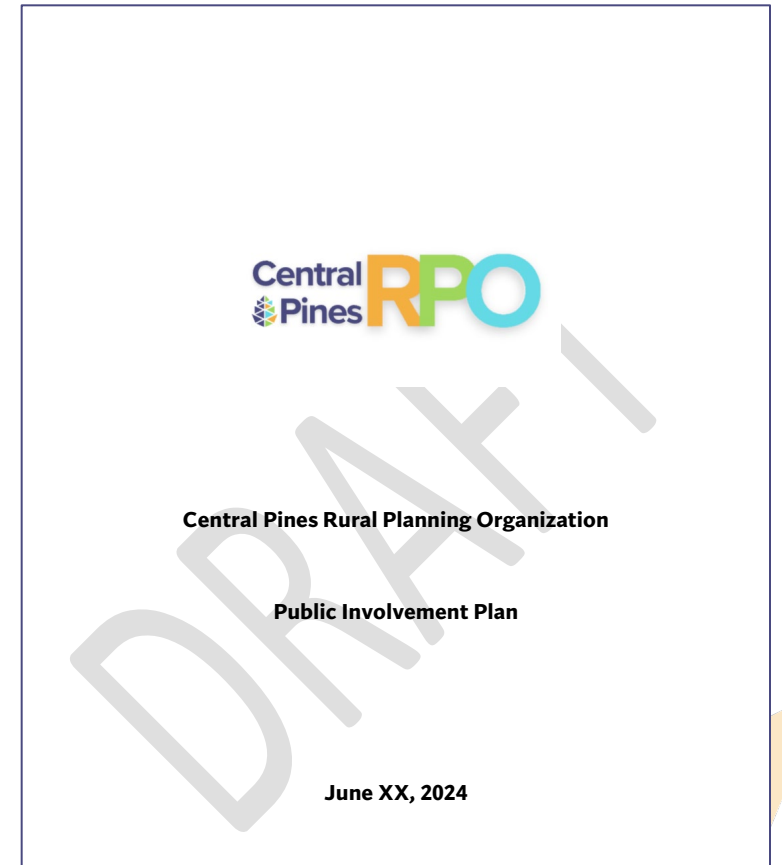 Central
Pines
RPO
DRAFT
Central Pines Rural Planning Organization
Public Involvement Plan
June XX, 2024